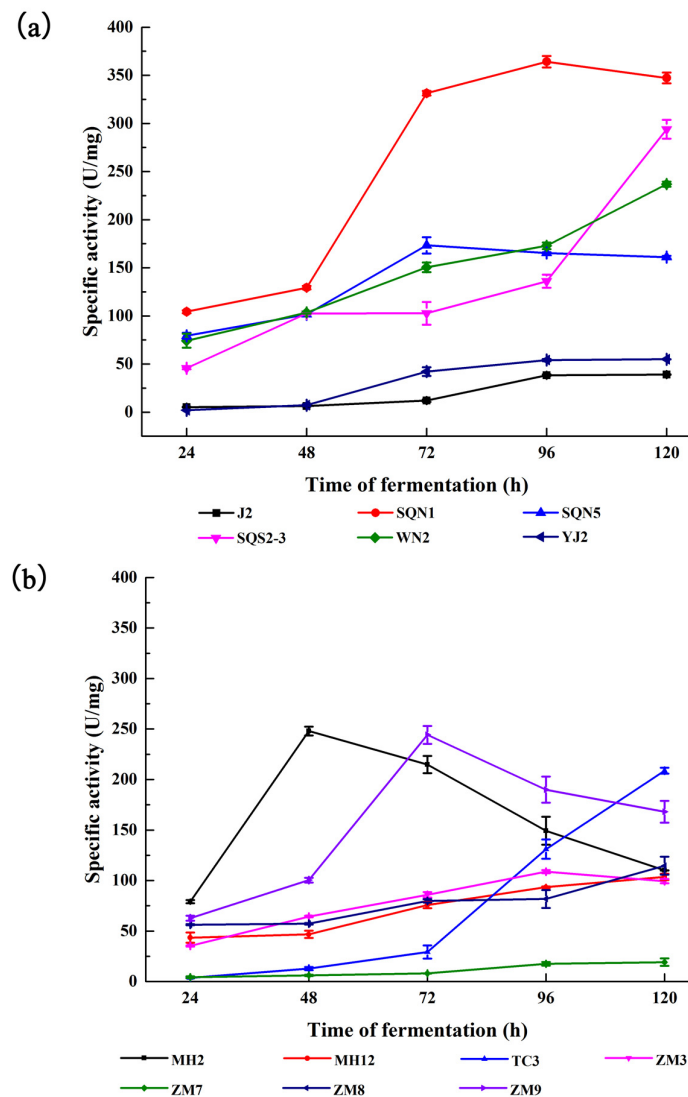 (a)
400
350
300
250
200
150
100
50
0
Specific activity (U/mg)
24 48 72 96 120
Time of fermentation (h)
J2 SQN1 SQN5
SQS2-3 WN2 YJ2
(b)
400
350
300
250
200
150
100
50
0
Specific activity (U/mg)
24 48 72 96 120
Time of fermentation (h)
MH2 MH12 TC3 ZM3
ZM7 ZM8 ZM9